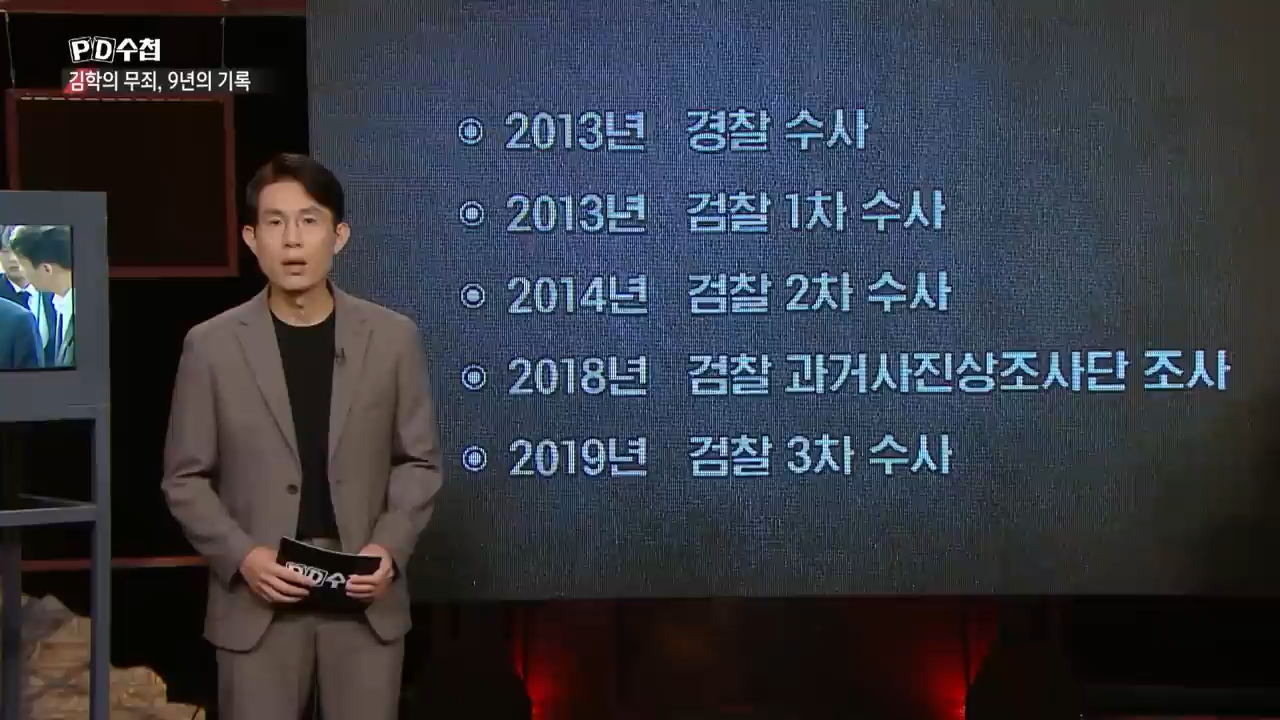 PD수첩
김학의 무죄, 9년의 기록
2013년 경찰 수사
2013년 검찰 1차 수사
2014년 검찰 2차 수사
2018년 검찰 과거사진상조사단 조사
2019년 검찰 3차 수사
PD수